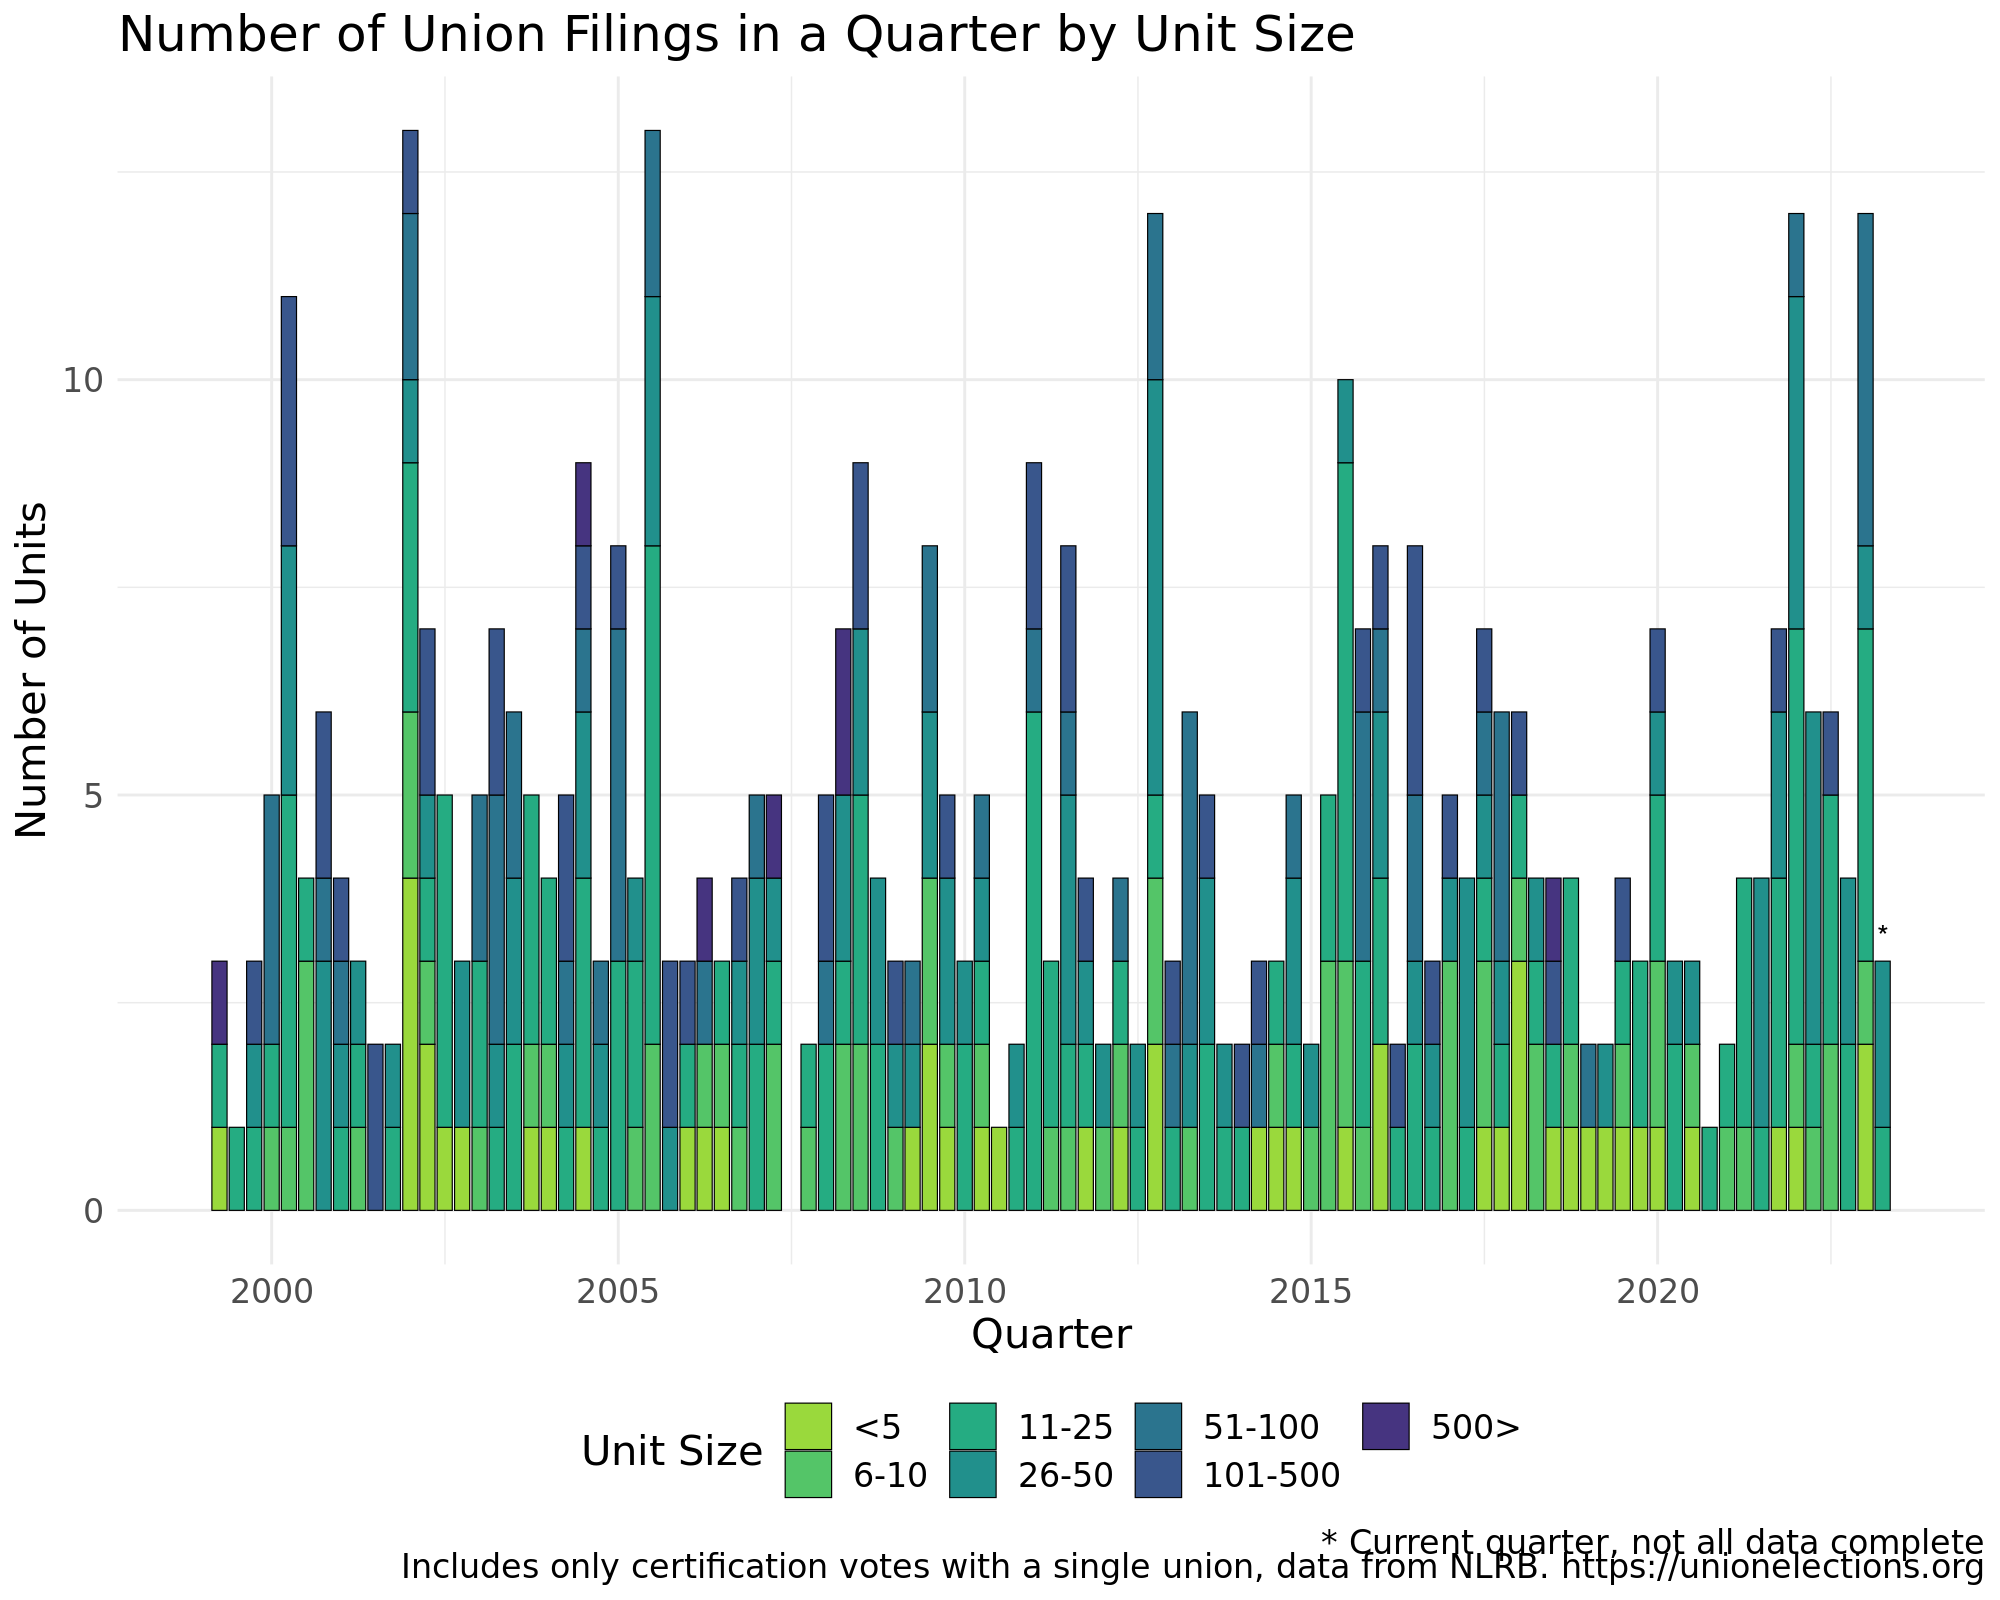 Number of Union Filings in a Quarter by Unit Size
Number of Units
10
5
0
*
2000 2005 2010 2015 2020
Quarter
Unit Size
<5 11-25 51-100 500>
6-10 26-50 101-500
* Current quarter, not all data complete
Includes only certification votes with a single union, data from NLRB. https://unionelections.org